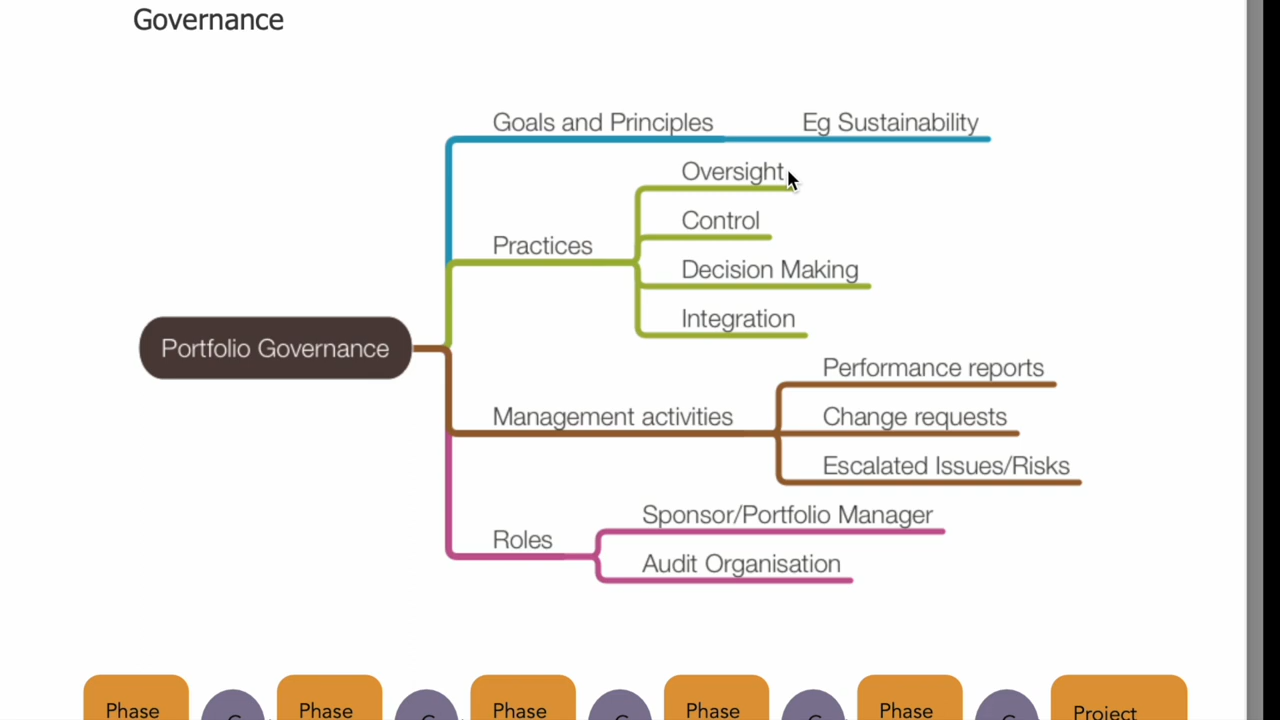 Governance
Goals and Principles
Eg Sustainability
Oversight
Control
Practices
Decision Making
Integration
Portfolio Governance
Performance reports
Management activities
Change requests
Escalated Issues/Risks
Sponsor/Portfolio Manager
Roles
Audit Organisation
Phase
Phase
Phase
Phase
Phase
Project